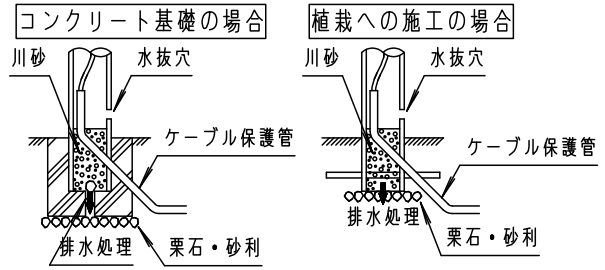 コンクリート基礎の場合
川砂
水抜穴
ケーブル保護管
排水処理
栗石・砂利
植栽への施工の場合
川砂
水抜穴
ケーブル保護管
排水処理
栗石・砂利